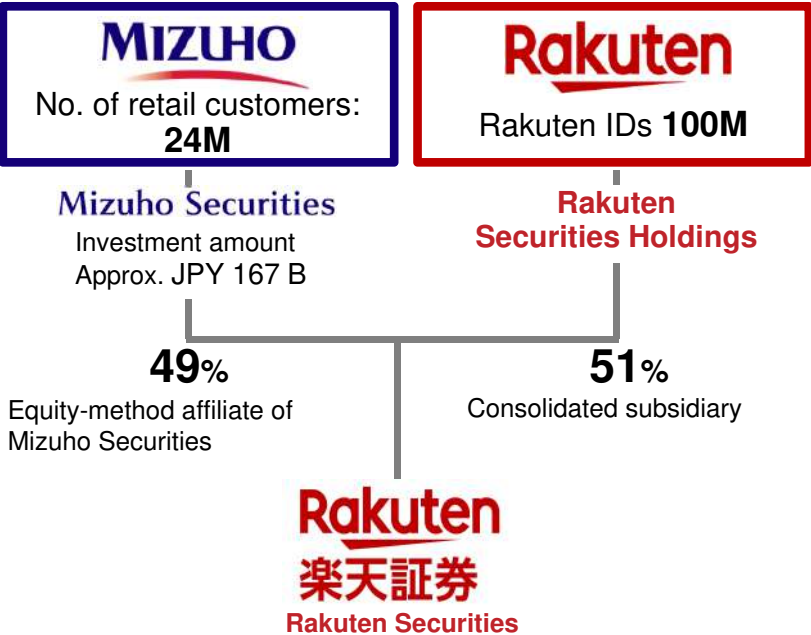 MIZUHO
No. of retail customers:
24M
Rakuten
Rakuten IDs 100M
Mizuho Securities
Investment amount
Approx. JPY 167 B
Rakuten
Securities Holdings
49%
Equity-method affiliate of
Mizuho Securities
51%
Consolidated subsidiary
Rakuten
楽天証券
Rakuten Securities